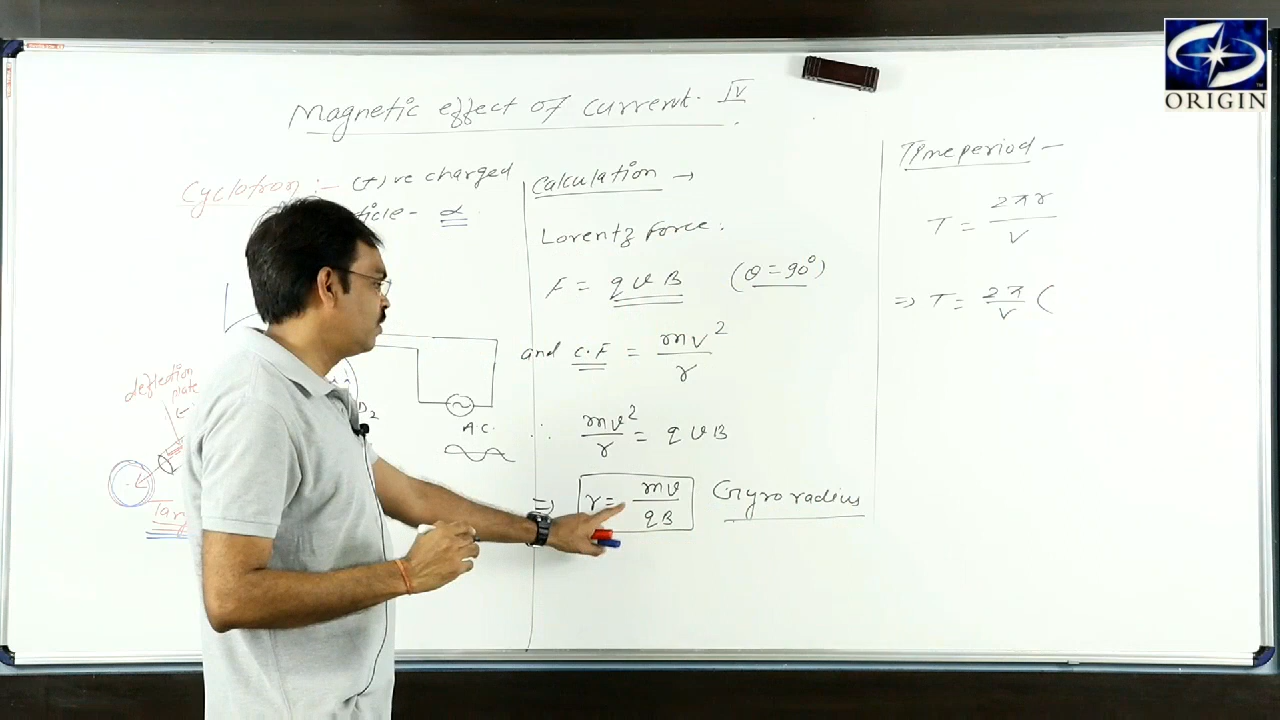 ORIGIN
Magnetic effect of current. IV
Cyclotron :- (+)ve charged
α
deflection
plate
D2
A.C.
Calculation →
Lorentz force :
F = qvB (θ = 90°)
and C.F = mv²/r
∴ mv²/r = qvB
⇒ r = mv/qB Gyro radius
Time period -
T = 2πr/v
⇒ T = 2π/v (